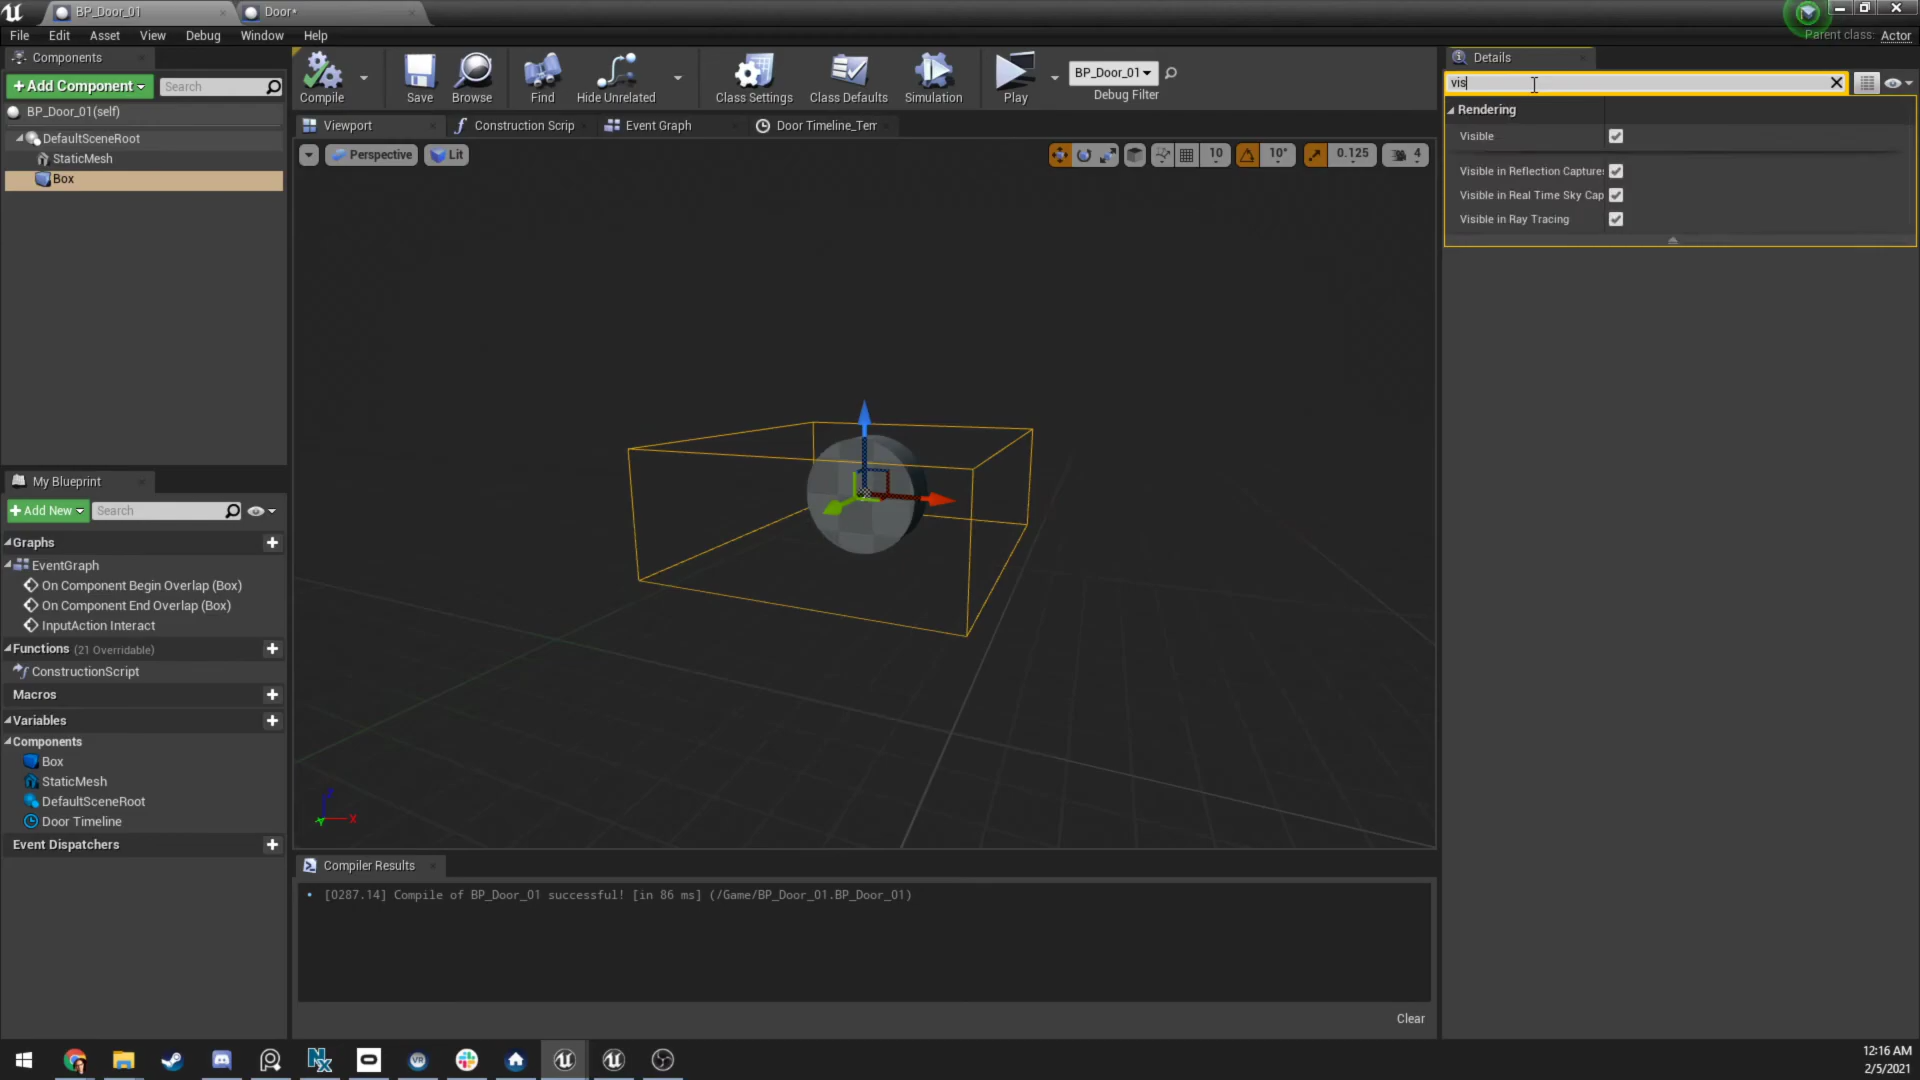 BP_Door_01
Door*
File Edit Asset View Debug Window Help
Parent class: Actor
Components
+Add Component
Search
BP_Door_01(self)
DefaultSceneRoot
StaticMesh
Box
Compile
Save
Browse
Find
Hide Unrelated
Class Settings
Class Defaults
Simulation
Play
BP_Door_01
Debug Filter
Viewport
Construction Scrip
Event Graph
Door Timeline_Tem
Perspective
Lit
10
10°
0.125
4
X
Details
vis
Rendering
Visible
Visible in Reflection Captures
Visible in Real Time Sky Cap
Visible in Ray Tracing
My Blueprint
+Add New
Search
Graphs
EventGraph
On Component Begin Overlap (Box)
On Component End Overlap (Box)
InputAction Interact
Functions (21 Overridable)
ConstructionScript
Macros
Variables
Components
Box
StaticMesh
DefaultSceneRoot
Door Timeline
Event Dispatchers
Compiler Results
[0287.14] Compile of BP_Door_01 successful! [in 86 ms] (/Game/BP_Door_01.BP_Door_01)
Clear
12:16 AM
2/5/2021